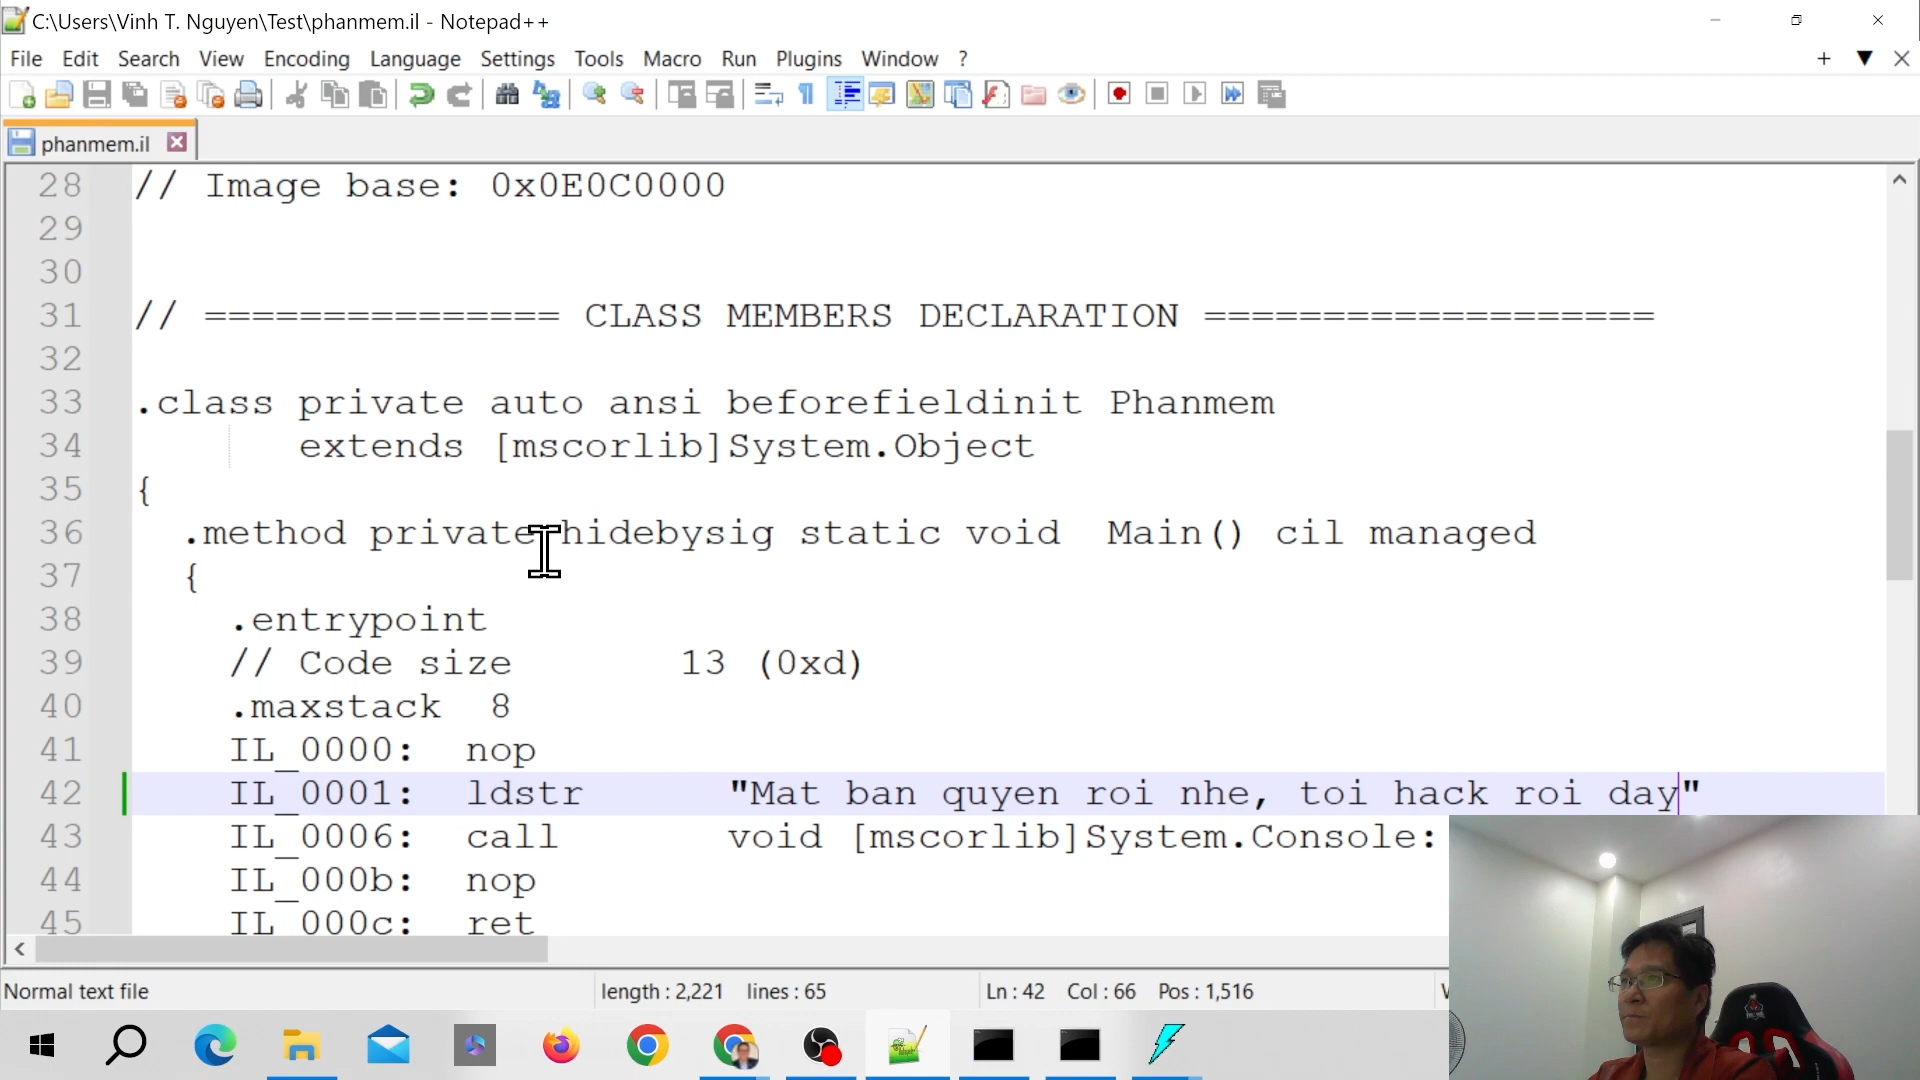 C:\Users\Vinh T. Nguyen\Test\phanmem.il - Notepad++
File Edit Search View Encoding Language Settings Tools Macro Run Plugins Window ?
phanmem.il
28 // Image base: 0x0E0C0000
29
30
31 // =============== CLASS MEMBERS DECLARATION ===================
32
33 .class private auto ansi beforefieldinit Phanmem
34 extends [mscorlib]System.Object
35 {
36 .method private hidebysig static void Main() cil managed
37 {
38 .entrypoint
39 // Code size 13 (0xd)
40 .maxstack 8
41 IL_0000: nop
42 IL_0001: ldstr "Mat ban quyen roi nhe, toi hack roi day"
43 IL_0006: call void [mscorlib]System.Console:
44 IL_000b: nop
45 IL_000c: ret
Normal text file length : 2,221 lines : 65 Ln : 42 Col : 66 Pos : 1,516